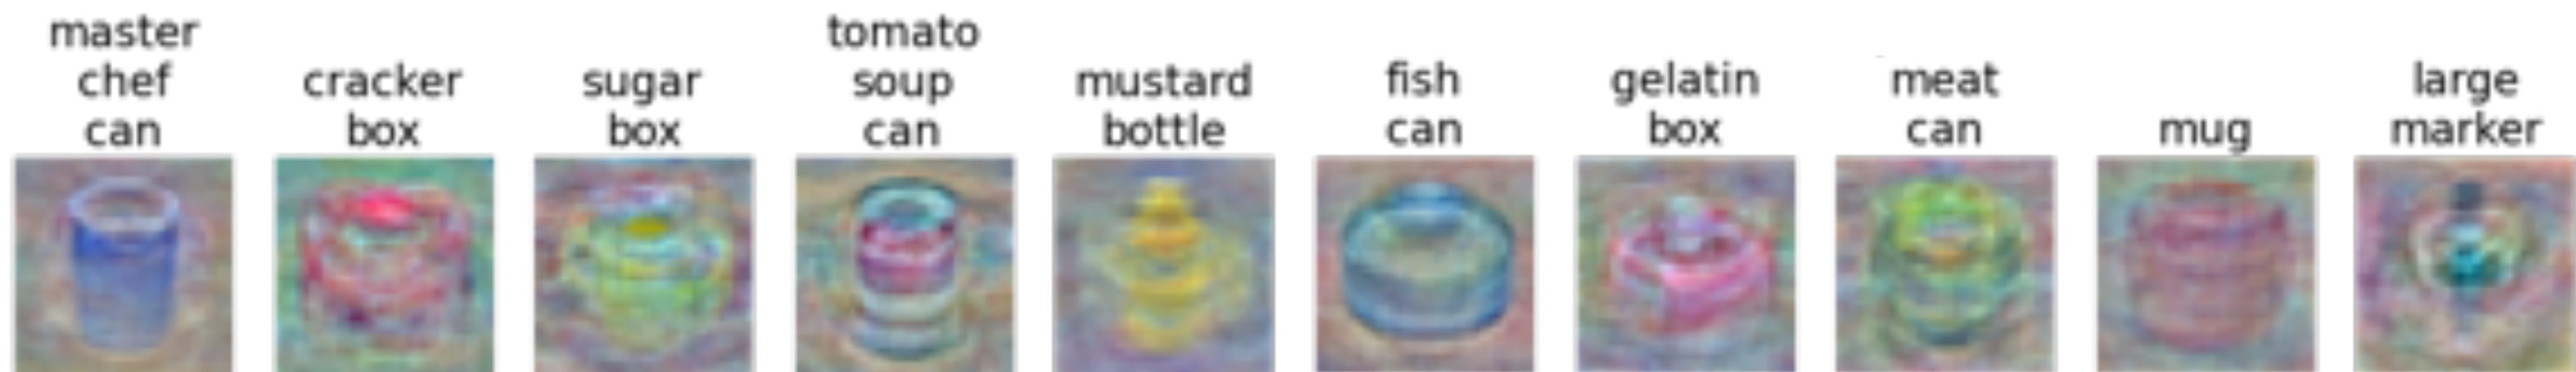 master chef can
cracker box
sugar box
tomato soup can
mustard bottle
fish can
gelatin box
meat can
mug
large marker